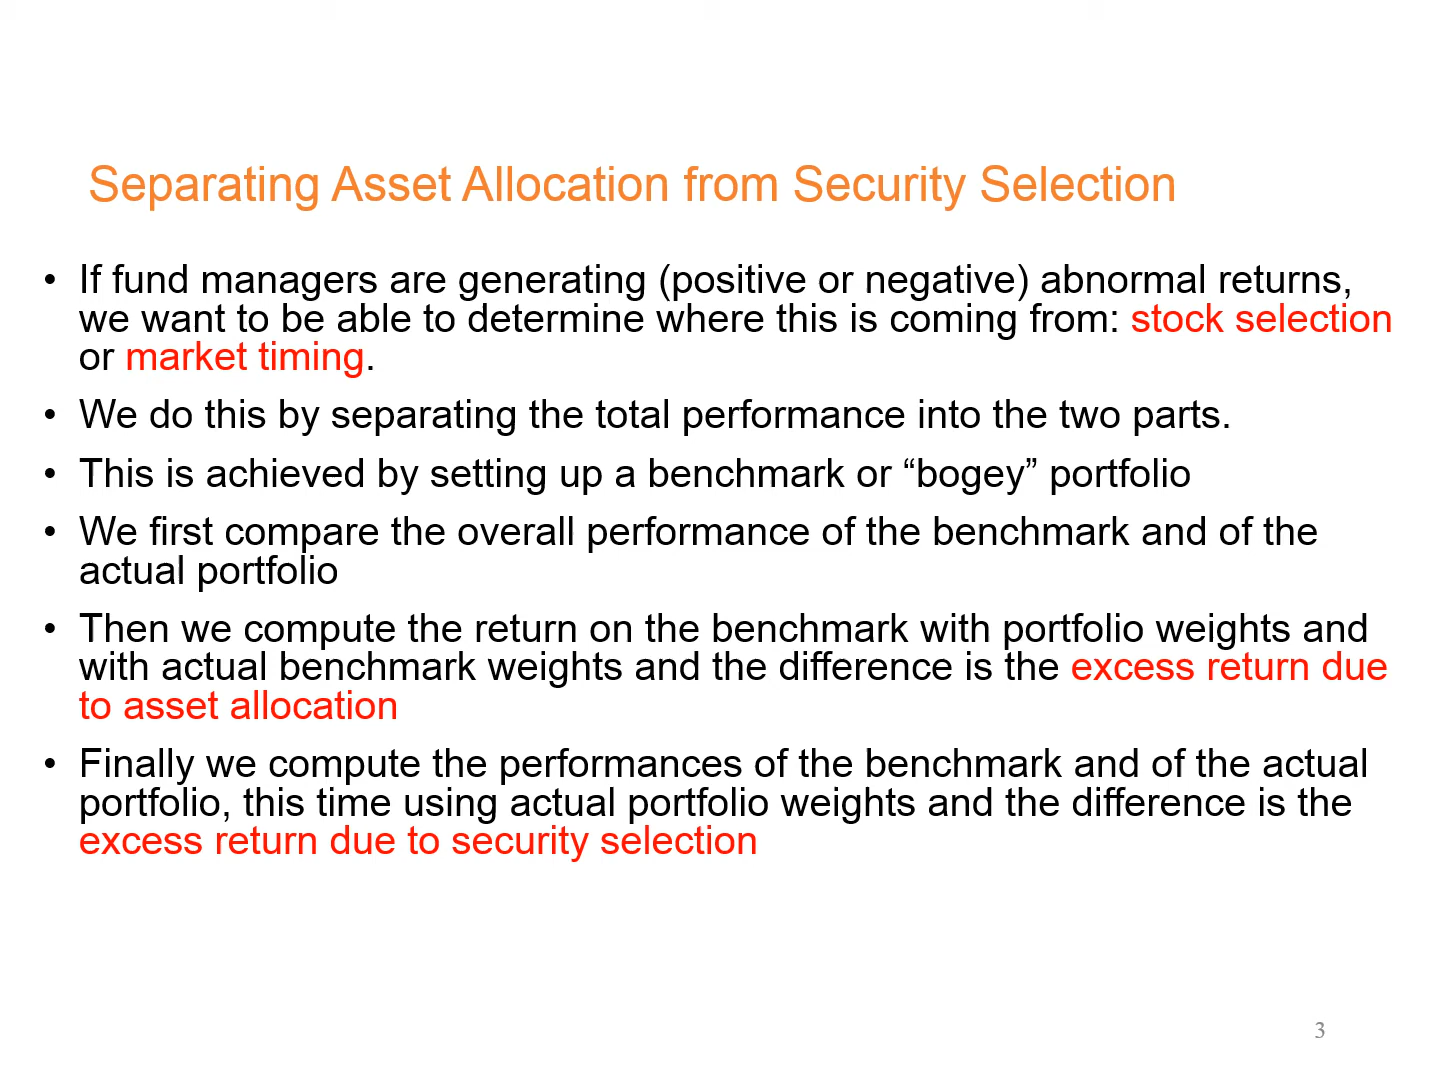 Separating Asset Allocation from Security Selection
• If fund managers are generating (positive or negative) abnormal returns,
we want to be able to determine where this is coming from: stock selection
or market timing.
• We do this by separating the total performance into the two parts.
• This is achieved by setting up a benchmark or “bogey” portfolio
• We first compare the overall performance of the benchmark and of the
actual portfolio
• Then we compute the return on the benchmark with portfolio weights and
with actual benchmark weights and the difference is the excess return due
to asset allocation
• Finally we compute the performances of the benchmark and of the actual
portfolio, this time using actual portfolio weights and the difference is the
excess return due to security selection
3